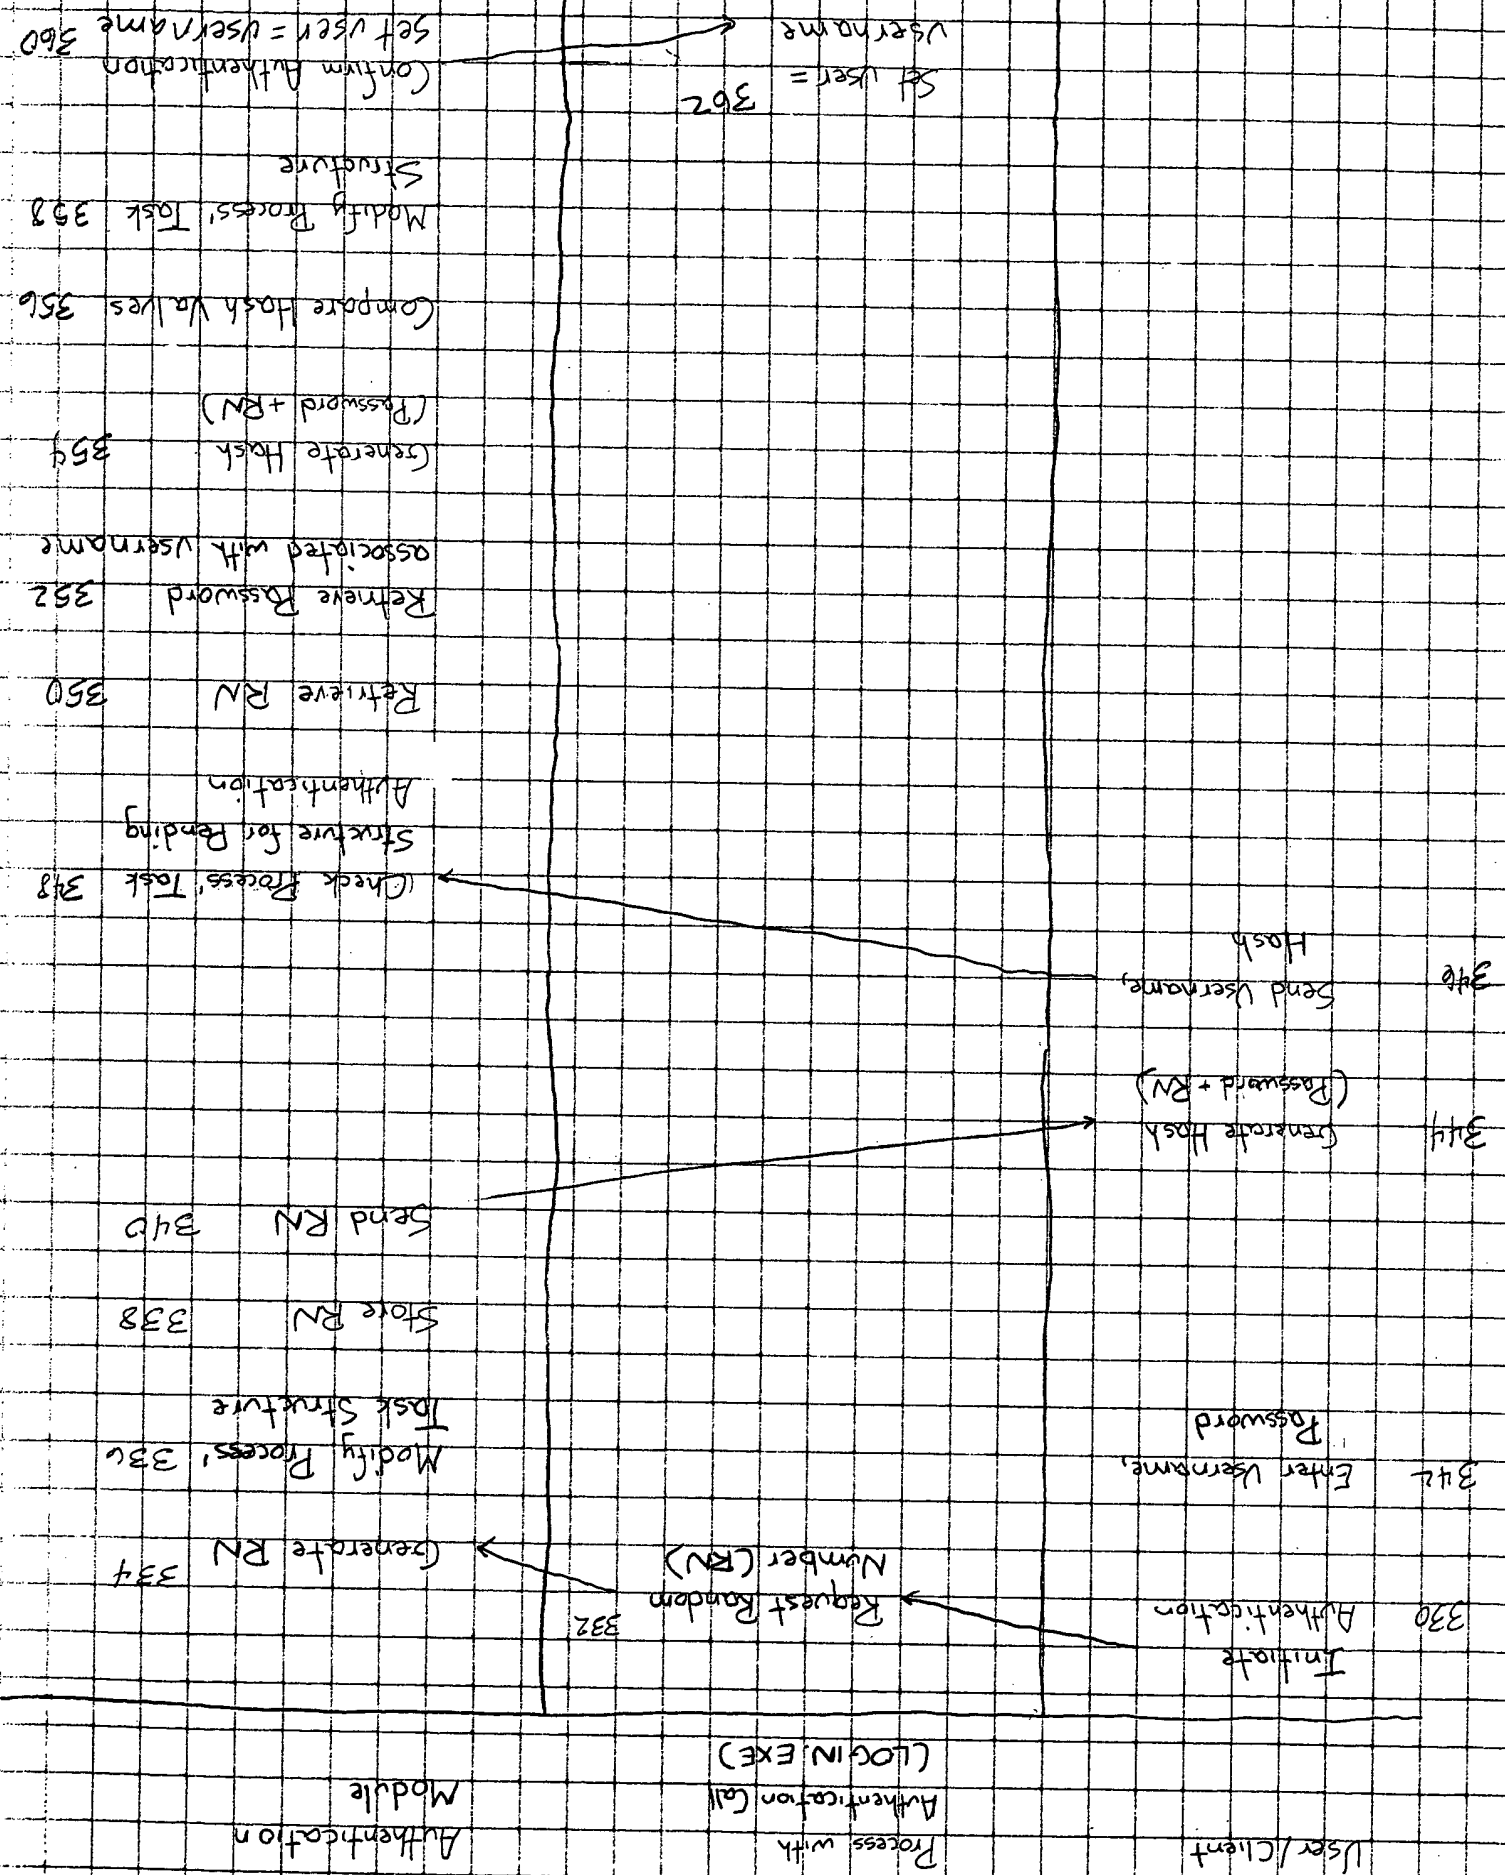 User/Client
Process with
Authentication Call
(LOGIN.EXE)
Authentication
Module
Initiate
330 Authentication
Request Random
Number (RN)
332
Generate RN 334
342 Enter Username,
Password
Modify Process' 336
Task Structure
Store RN 338
Send RN 340
344 Generate Hash
(Password + RN)
346 Send Username,
Hash
Check Process' Task 348
Structure for Pending
Authentication
Retrieve RN 350
Retrieve Password 352
associated with username
Generate Hash 354
(Password + RN)
Compare Hash Values 356
Modify Process' Task 358
Structure
Confirm Authentication
Set user = username 360
362
Set user =
username